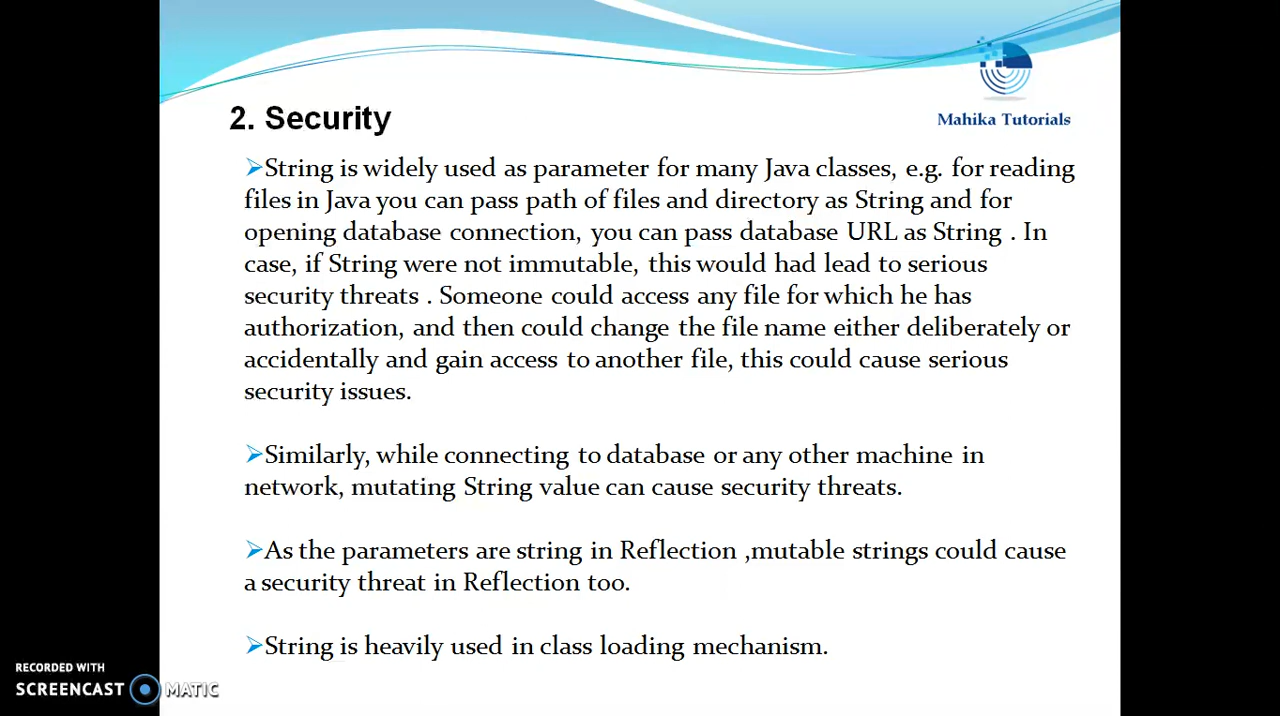 2. Security
Mahika Tutorials
➢String is widely used as parameter for many Java classes, e.g. for reading
files in Java you can pass path of files and directory as String and for
opening database connection, you can pass database URL as String . In
case, if String were not immutable, this would had lead to serious
security threats . Someone could access any file for which he has
authorization, and then could change the file name either deliberately or
accidentally and gain access to another file, this could cause serious
security issues.
➢Similarly, while connecting to database or any other machine in
network, mutating String value can cause security threats.
➢As the parameters are string in Reflection ,mutable strings could cause
a security threat in Reflection too.
➢String is heavily used in class loading mechanism.
RECORDED WITH
SCREENCAST MATIC